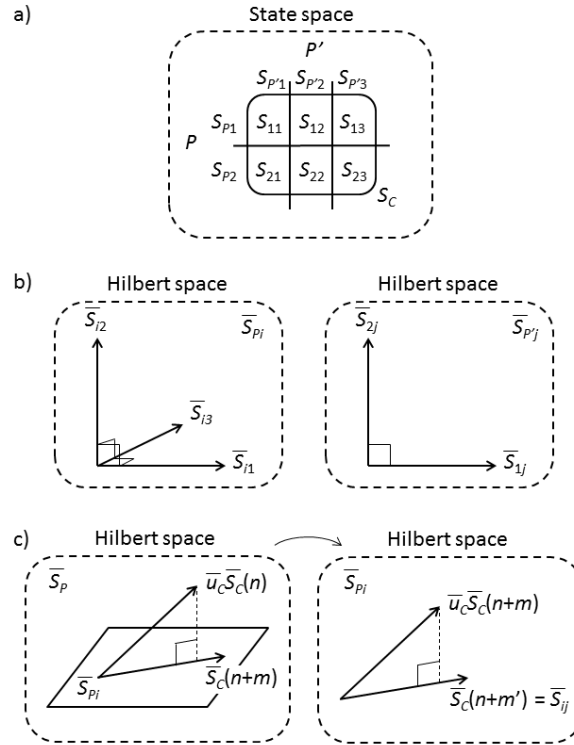 a)
State space
P'
S_P'1 S_P'2 S_P'3
S_P1 S_11 S_12 S_13
P
S_P2 S_21 S_22 S_23
S_C
b)
Hilbert space Hilbert space
S̅_i2 S̅_Pi S̅_2j S̅_P'j
S̅_i3
S̅_i1 S̅_1j
c)
Hilbert space Hilbert space
S̅_P u̅_C S̅_C(n) S̅_Pi u̅_C S̅_C(n+m)
S̅_Pi S̅_C(n+m) S̅_C(n+m') = S̅_ij